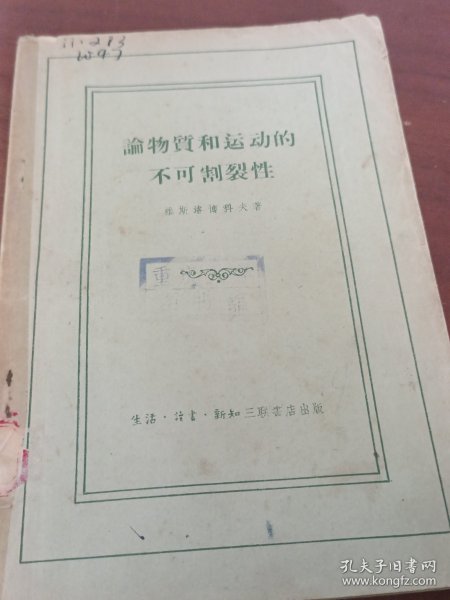 論物質和运动的
不可割裂性
維斯洛博科夫著
重
生活·讀書·新知三联書店出版
孔夫子旧书网
www.kongfz.com